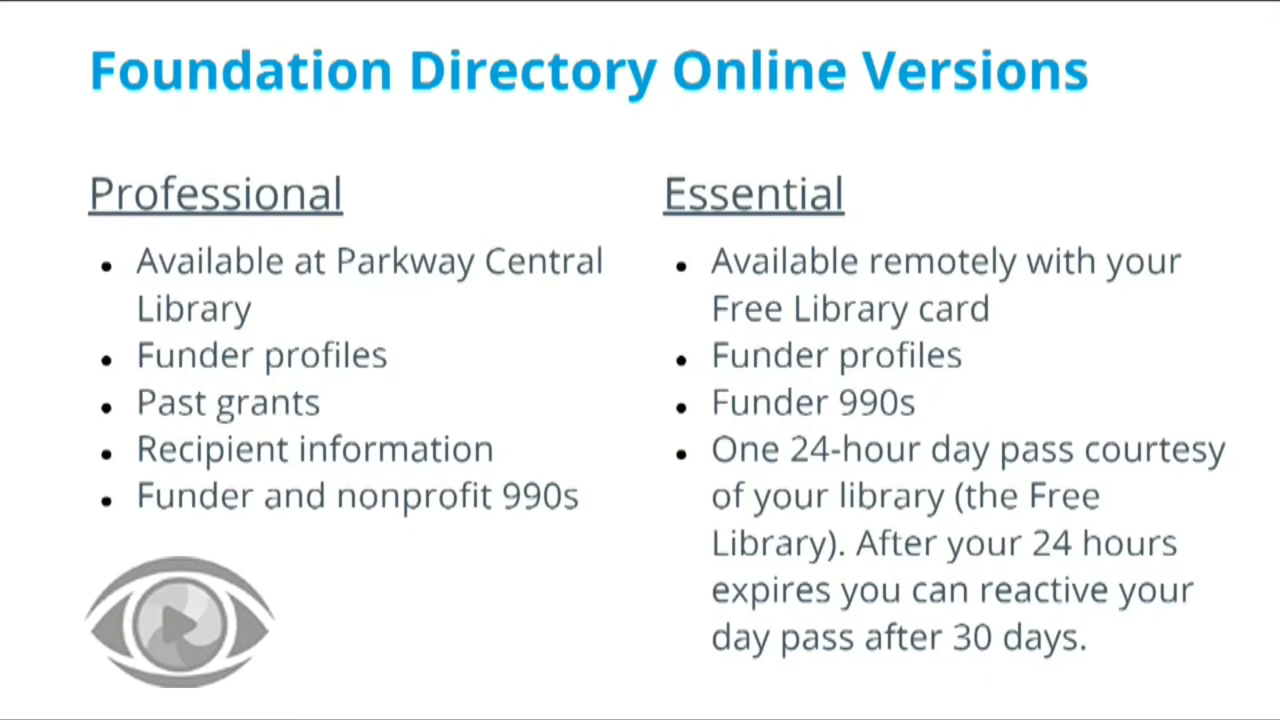 Foundation Directory Online Versions
Professional
• Available at Parkway Central
Library
• Funder profiles
• Past grants
• Recipient information
• Funder and nonprofit 990s
Essential
• Available remotely with your
Free Library card
• Funder profiles
• Funder 990s
• One 24-hour day pass courtesy
of your library (the Free
Library). After your 24 hours
expires you can reactive your
day pass after 30 days.